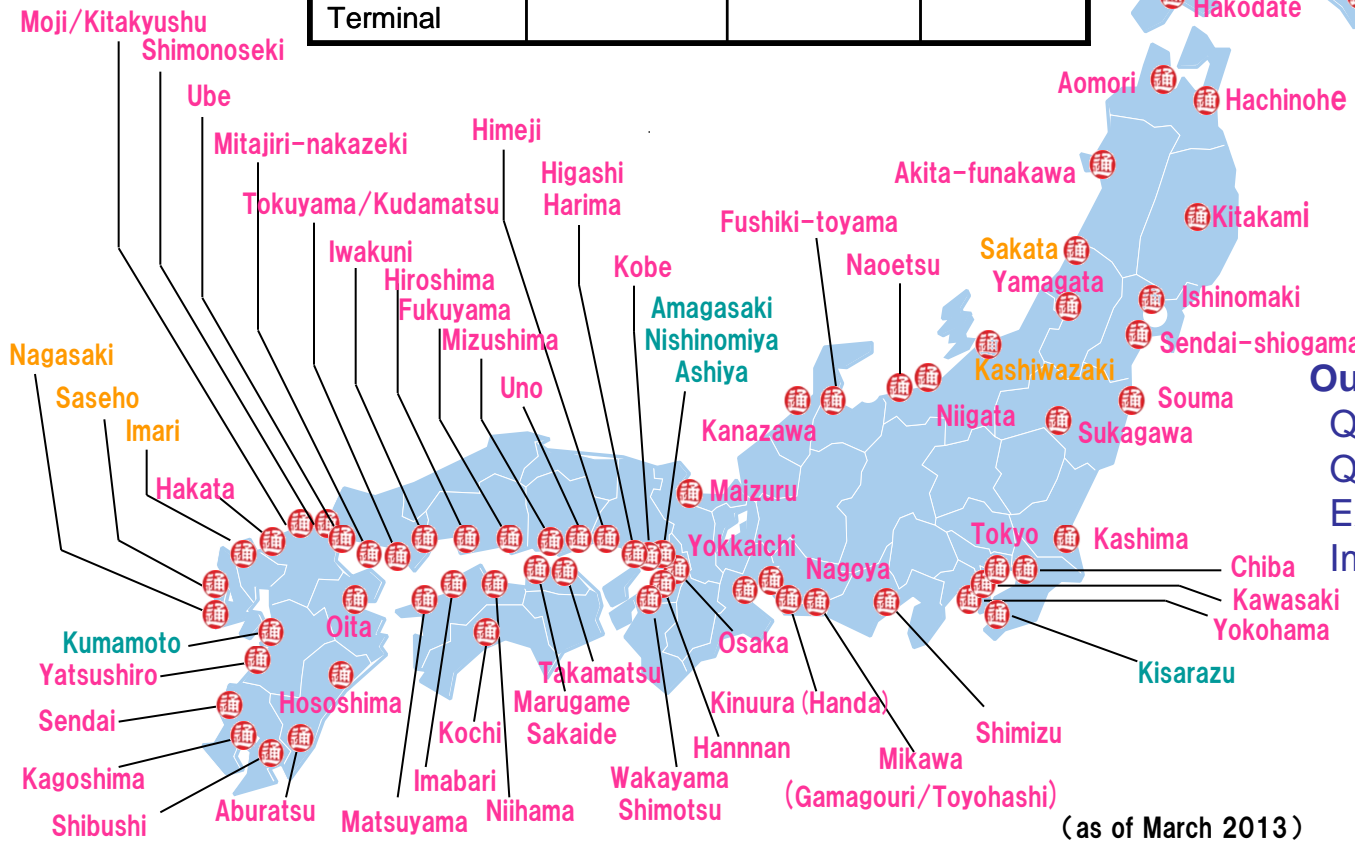 Terminal
Hakodate
Moji/Kitakyushu
Shimonoseki
Ube
Mitajiri-nakazeki
Tokuyama/Kudamatsu
Iwakuni
Hiroshima
Fukuyama
Mizushima
Uno
Himeji
Higashi
Harima
Kobe
Amagasaki
Nishinomiya
Ashiya
Fushiki-toyama
Naoetsu
Aomori
Hachinohe
Akita-funakawa
Kitakami
Sakata
Yamagata
Ishinomaki
Sendai-shiogama
Kashiwazaki
Souma
Niigata
Sukagawa
Kanazawa
Maizuru
Nagasaki
Saseho
Imari
Hakata
Yokkaichi
Nagoya
Tokyo
Kashima
Chiba
Kawasaki
Yokohama
Kisarazu
Kumamoto
Yatsushiro
Sendai
Kagoshima
Shibushi
Oita
Hososhima
Aburatsu
Matsuyama
Imabari
Kochi
Niihama
Takamatsu
Marugame
Sakaide
Osaka
Kinuura (Handa)
Hannnan
Wakayama
Shimotsu
Mikawa
(Gamagouri/Toyohashi)
Shimizu
Ou
Q
Q
E
In
通
(as of March 2013)